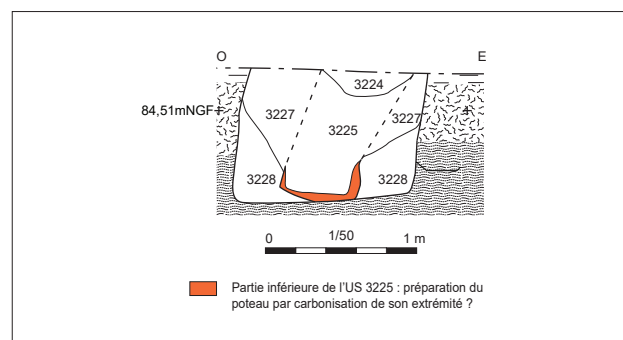 O E
3224
84,51mNGF
3227 3227
3225
3228 3228
0 1/50 1 m
Partie inférieure de l'US 3225 : préparation du
poteau par carbonisation de son extrémité ?